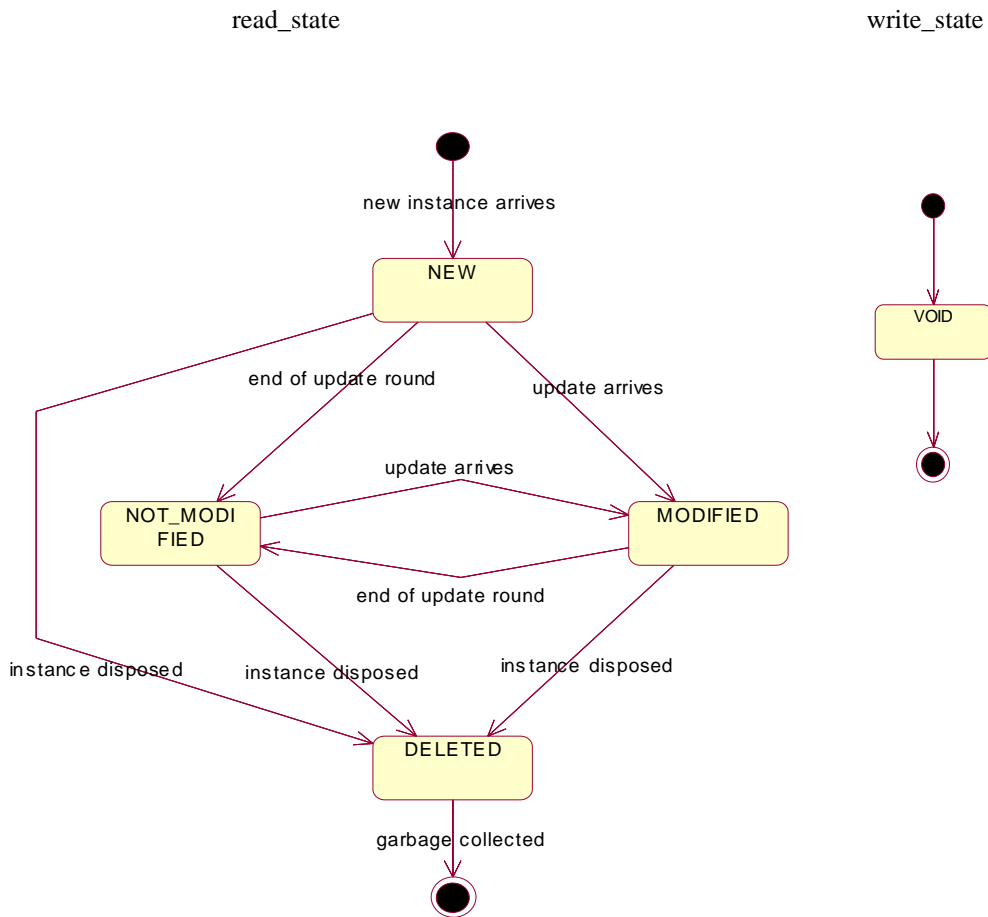 read_state
write_state
new instance arrives
NEW
VOID
end of update round
update arrives
update arrives
NOT_MODI
FIED
MODIFIED
end of update round
instance disposed
instance disposed
instance disposed
DELETED
garbage collected